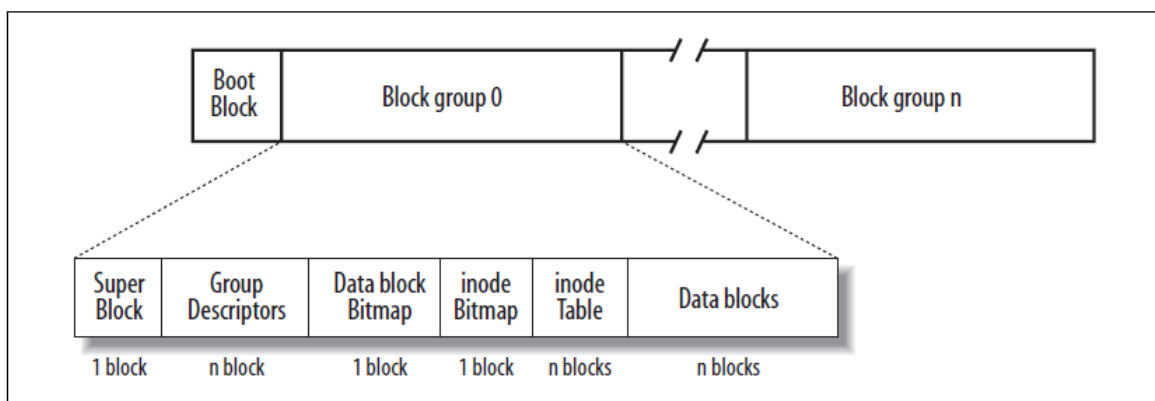 Boot
Block
Block group 0
Block group n
Super
Block
Group
Descriptors
Data block
Bitmap
inode
Bitmap
inode
Table
Data blocks
1 block
n block
1 block
1 block
n blocks
n blocks